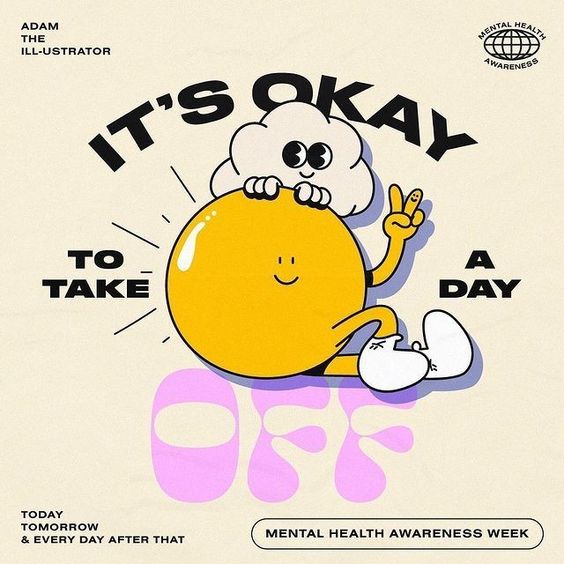 ADAM
THE
ILL-USTRATOR
MENTAL HEALTH
AWARENESS
IT'S OKAY
TO
TAKE
A
DAY
OFF
TODAY
TOMORROW
& EVERY DAY AFTER THAT
MENTAL HEALTH AWARENESS WEEK